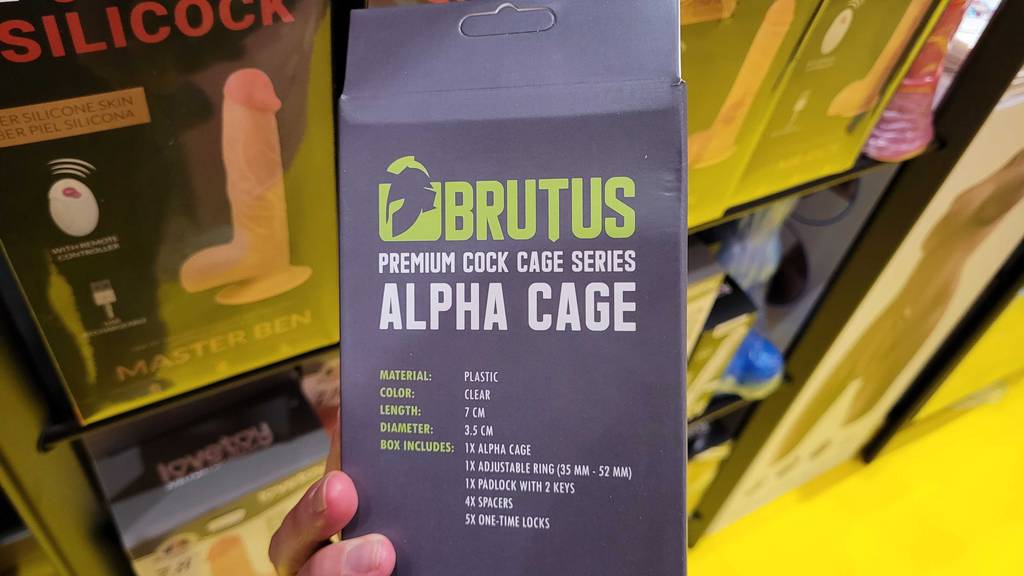 SILICOCK
ER SILICONE SKIN
BER PIEL SILICONA
WITH REMOTE
CONTROLLER
MASTER BEN
lovetoy
BRUTUS
PREMIUM COCK CAGE SERIES
ALPHA CAGE
MATERIAL: PLASTIC
COLOR: CLEAR
LENGTH: 7 CM
DIAMETER: 3.5 CM
BOX INCLUDES: 1X ALPHA CAGE
1X ADJUSTABLE RING (35 MM - 52 MM)
1X PADLOCK WITH 2 KEYS
4X SPACERS
5X ONE-TIME LOCKS